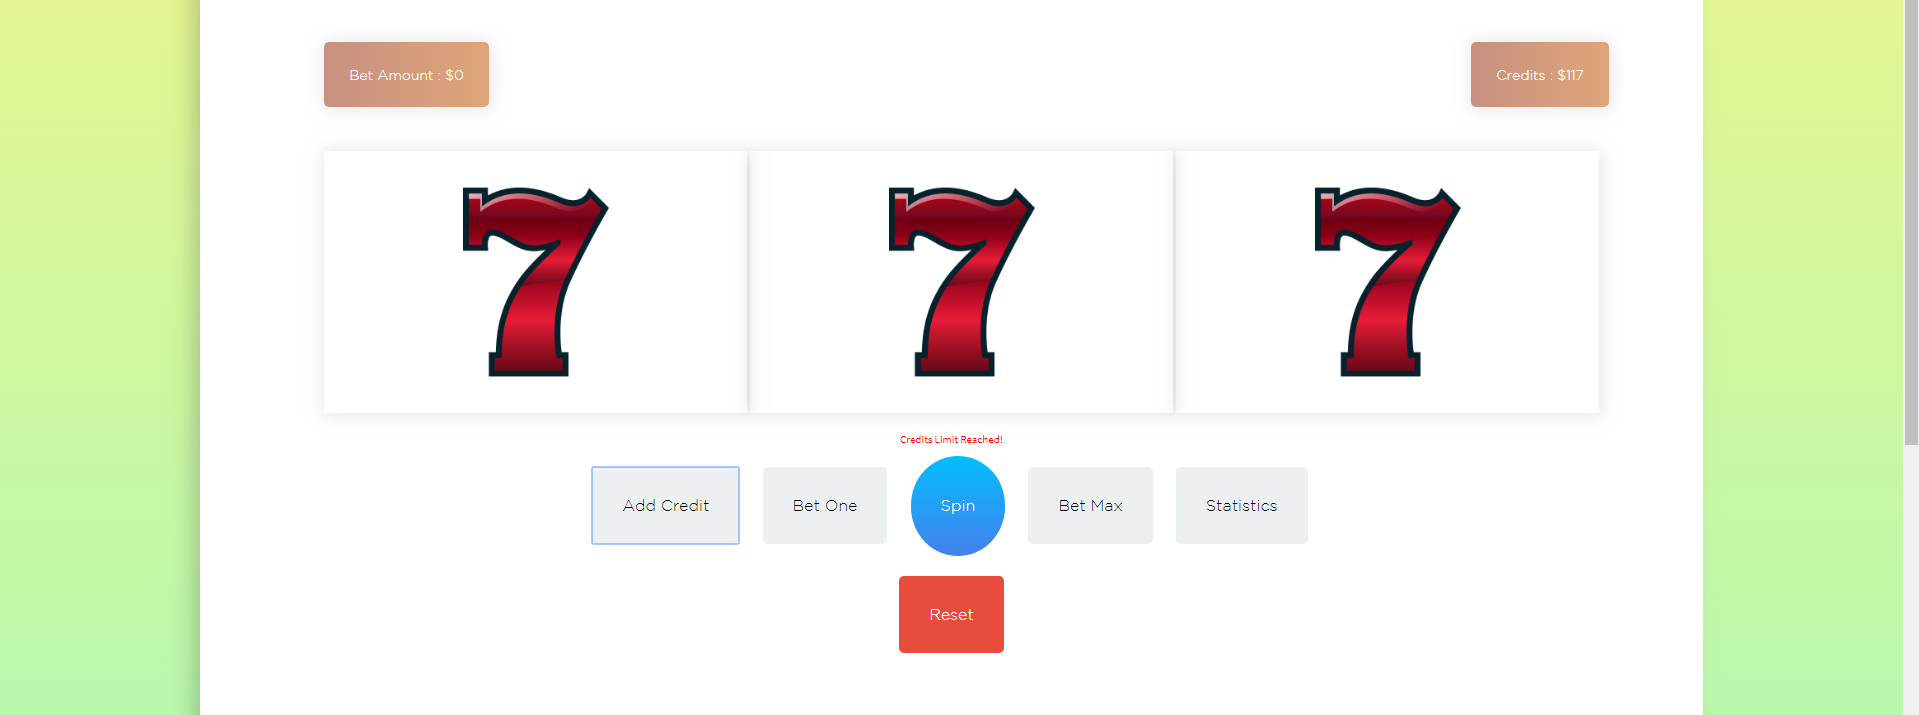 Bet Amount : $0
Credits : $117
7 7 7
Credits Limit Reached!
Add Credit
Bet One
Spin
Bet Max
Statistics
Reset